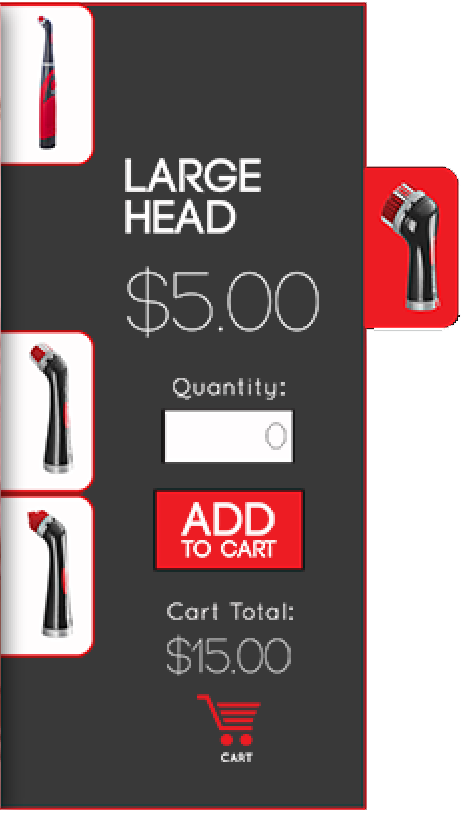 LARGE
HEAD
$5.00
Quantity:
0
ADD
TO CART
Cart Total:
$15.00
CART